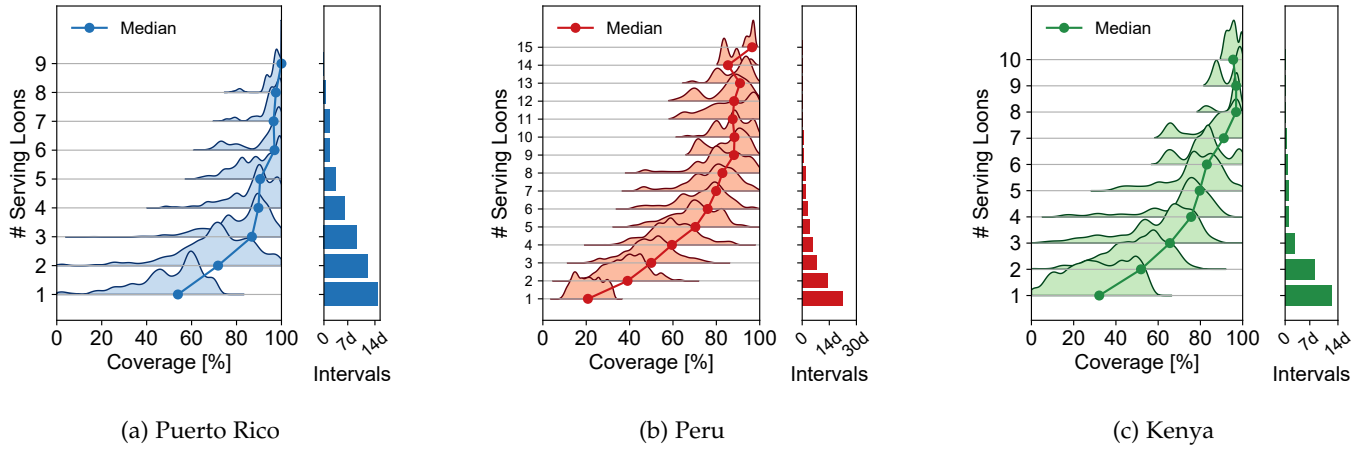 Median
# Serving Loons
9
8
7
6
5
4
3
2
1
0 20 40 60 80 100
Coverage [%]
0 7d 14d
Intervals
(a) Puerto Rico
Median
# Serving Loons
15
14
13
12
11
10
9
8
7
6
5
4
3
2
1
0 20 40 60 80 100
Coverage [%]
0 14d 30d
Intervals
(b) Peru
Median
# Serving Loons
10
9
8
7
6
5
4
3
2
1
0 20 40 60 80 100
Coverage [%]
0 7d 14d
Intervals
(c) Kenya